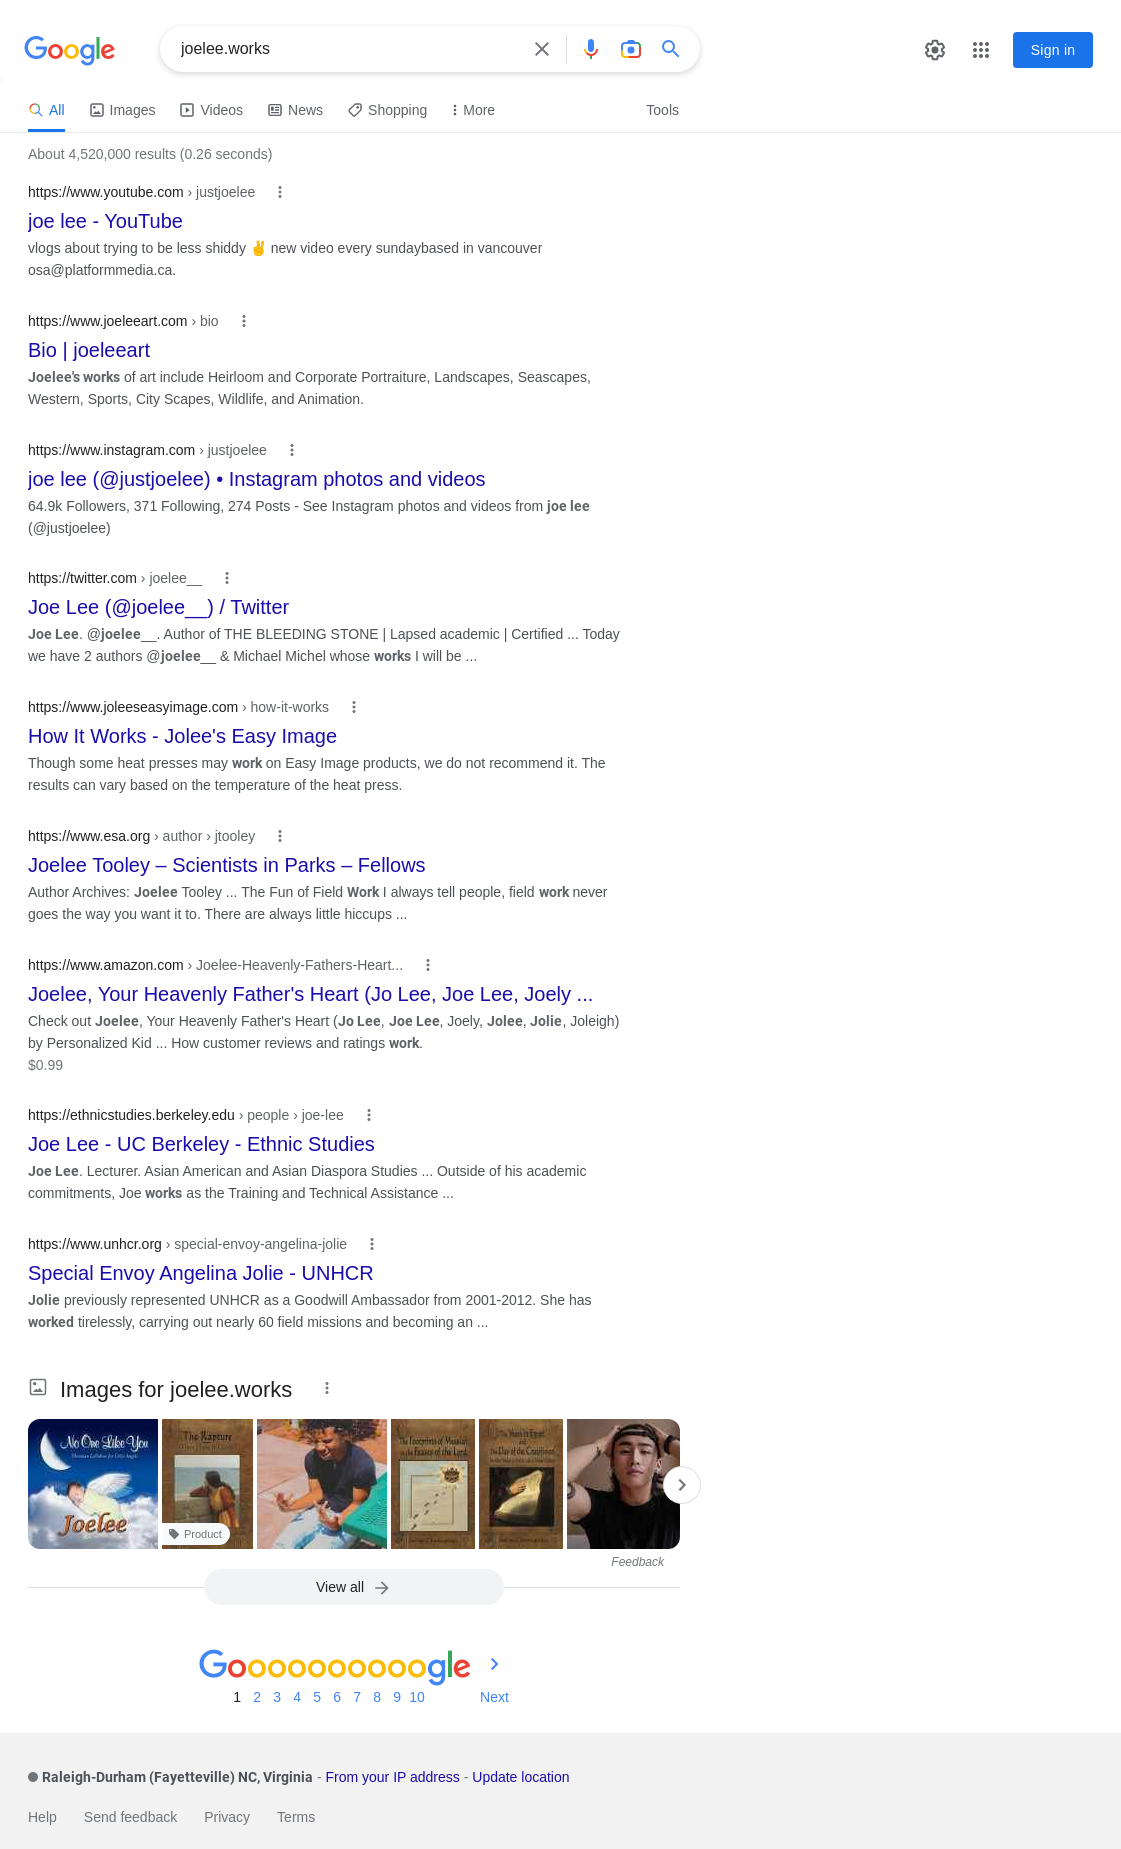 Google
joelee.works
Sign in
All
Images
Videos
News
Shopping
More
Tools
About 4,520,000 results (0.26 seconds)
https://www.youtube.com › justjoelee
joe lee - YouTube
vlogs about trying to be less shiddy ✌️ new video every sundaybased in vancouver
osa@platformmedia.ca.
https://www.joeleeart.com › bio
Bio | joeleeart
Joelee's works of art include Heirloom and Corporate Portraiture, Landscapes, Seascapes,
Western, Sports, City Scapes, Wildlife, and Animation.
https://www.instagram.com › justjoelee
joe lee (@justjoelee) • Instagram photos and videos
64.9k Followers, 371 Following, 274 Posts - See Instagram photos and videos from joe lee
(@justjoelee)
https://twitter.com › joelee__
Joe Lee (@joelee__) / Twitter
Joe Lee. @joelee__. Author of THE BLEEDING STONE | Lapsed academic | Certified ... Today
we have 2 authors @joelee__ & Michael Michel whose works I will be ...
https://www.joleeseasyimage.com › how-it-works
How It Works - Jolee's Easy Image
Though some heat presses may work on Easy Image products, we do not recommend it. The
results can vary based on the temperature of the heat press.
https://www.esa.org › author › jtooley
Joelee Tooley – Scientists in Parks – Fellows
Author Archives: Joelee Tooley ... The Fun of Field Work I always tell people, field work never
goes the way you want it to. There are always little hiccups ...
https://www.amazon.com › Joelee-Heavenly-Fathers-Heart...
Joelee, Your Heavenly Father's Heart (Jo Lee, Joe Lee, Joely ...
Check out Joelee, Your Heavenly Father's Heart (Jo Lee, Joe Lee, Joely, Jolee, Jolie, Joleigh)
by Personalized Kid ... How customer reviews and ratings work.
$0.99
https://ethnicstudies.berkeley.edu › people › joe-lee
Joe Lee - UC Berkeley - Ethnic Studies
Joe Lee. Lecturer. Asian American and Asian Diaspora Studies ... Outside of his academic
commitments, Joe works as the Training and Technical Assistance ...
https://www.unhcr.org › special-envoy-angelina-jolie
Special Envoy Angelina Jolie - UNHCR
Jolie previously represented UNHCR as a Goodwill Ambassador from 2001-2012. She has
worked tirelessly, carrying out nearly 60 field missions and becoming an ...
Images for joelee.works
No One Like You
Joelee
The Rapture
Product
The Footprints of Messiah
in the Feasts of the Lord
Feedback
View all
Goooooooooogle
1 2 3 4 5 6 7 8 9 10 Next
Raleigh-Durham (Fayetteville) NC, Virginia - From your IP address - Update location
Help
Send feedback
Privacy
Terms